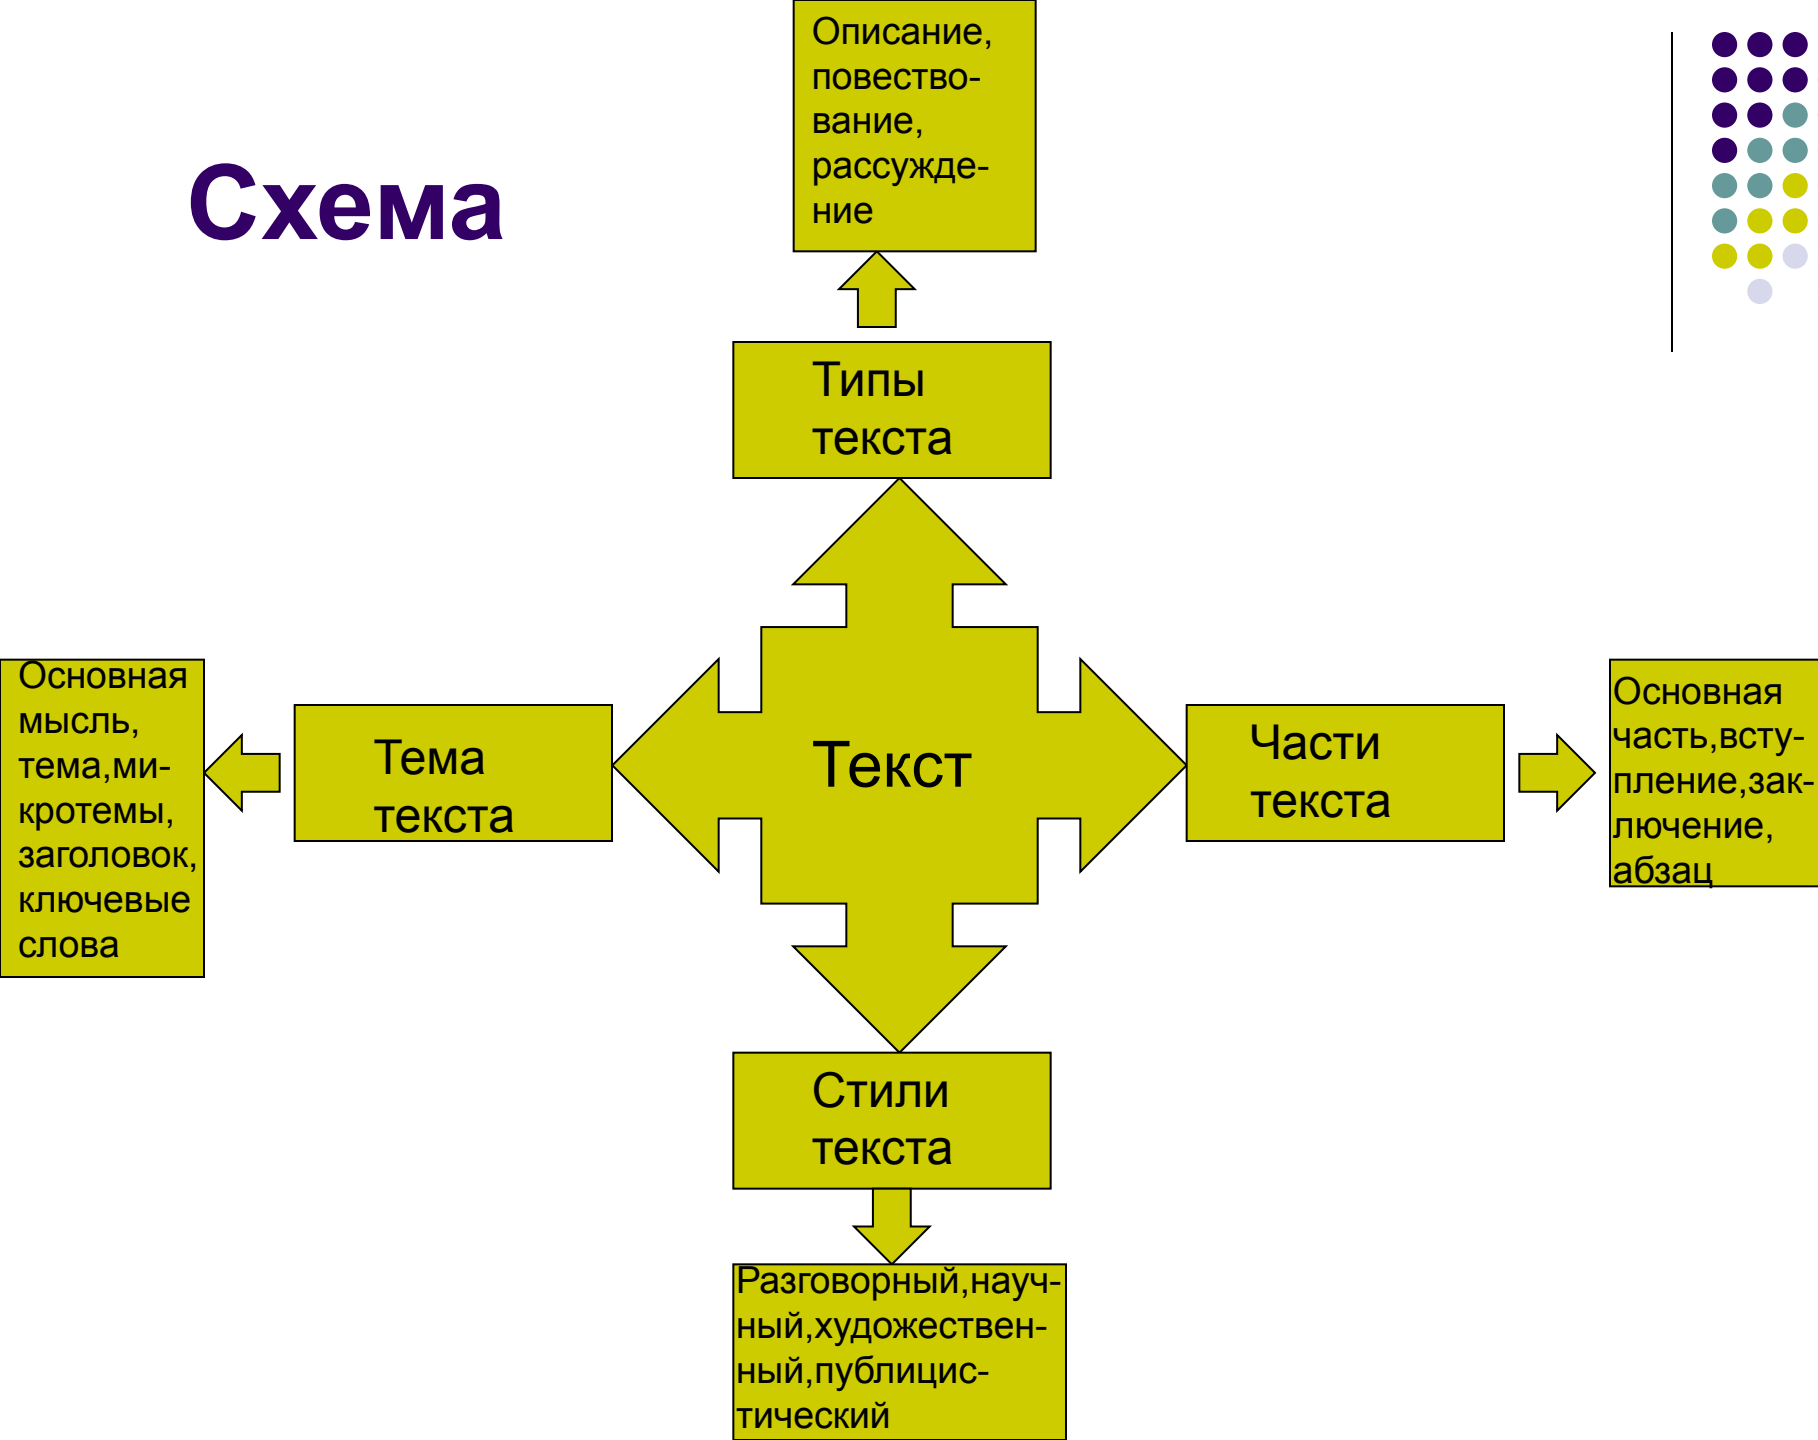 Схема
Описание,
повество-
вание,
рассужде-
ние
Типы
текста
Основная
мысль,
тема,ми-
кротемы,
заголовок,
ключевые
слова
Тема
текста
Текст
Части
текста
Основная
часть,всту-
пление,зак-
лючение,
абзац
Стили
текста
Разговорный,науч-
ный,художествен-
ный,публицис-
тический